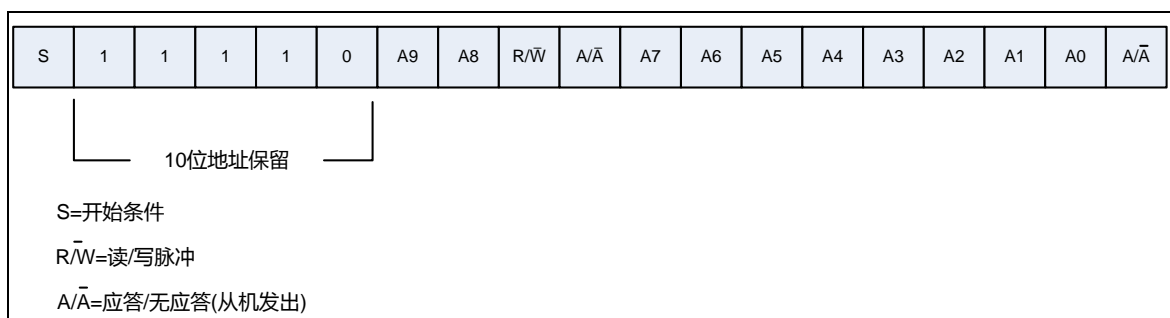 S 1 1 1 1 0 A9 A8 R/W̅ A/A̅ A7 A6 A5 A4 A3 A2 A1 A0 A/A̅
10位地址保留
S=开始条件
R/W̅=读/写脉冲
A/A̅=应答/无应答(从机发出)